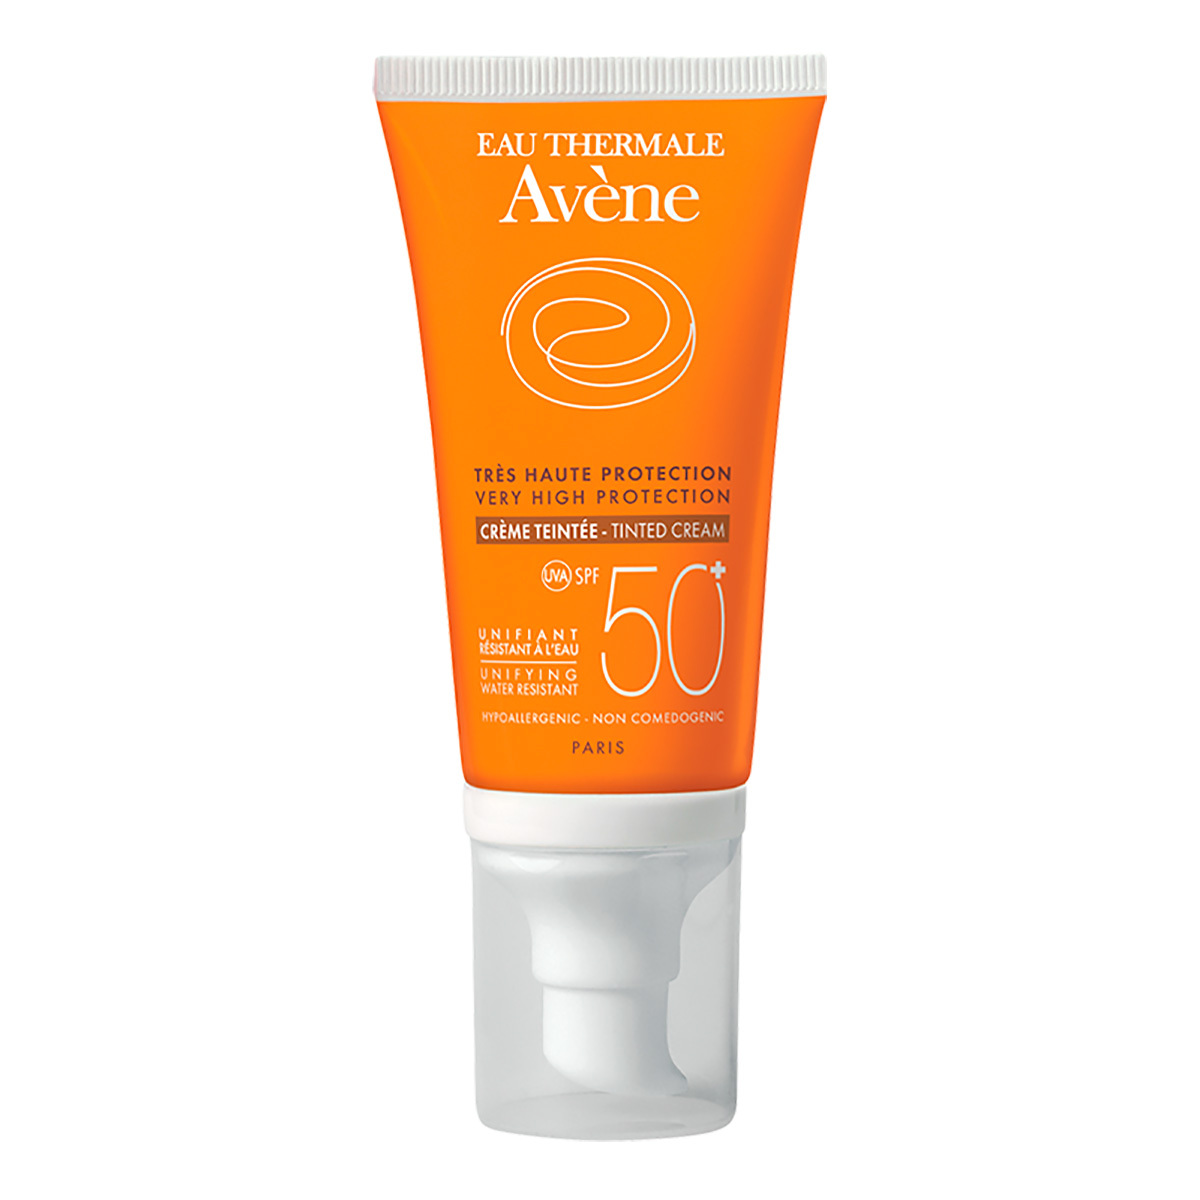 EAU THERMALE
Avène
TRÈS HAUTE PROTECTION
VERY HIGH PROTECTION
CRÈME TEINTÉE - TINTED CREAM
UVA SPF 50+
UNIFIANT
RÉSISTANT À L'EAU
UNIFYING
WATER RESISTANT
HYPOALLERGENIC - NON COMEDOGENIC
PARIS